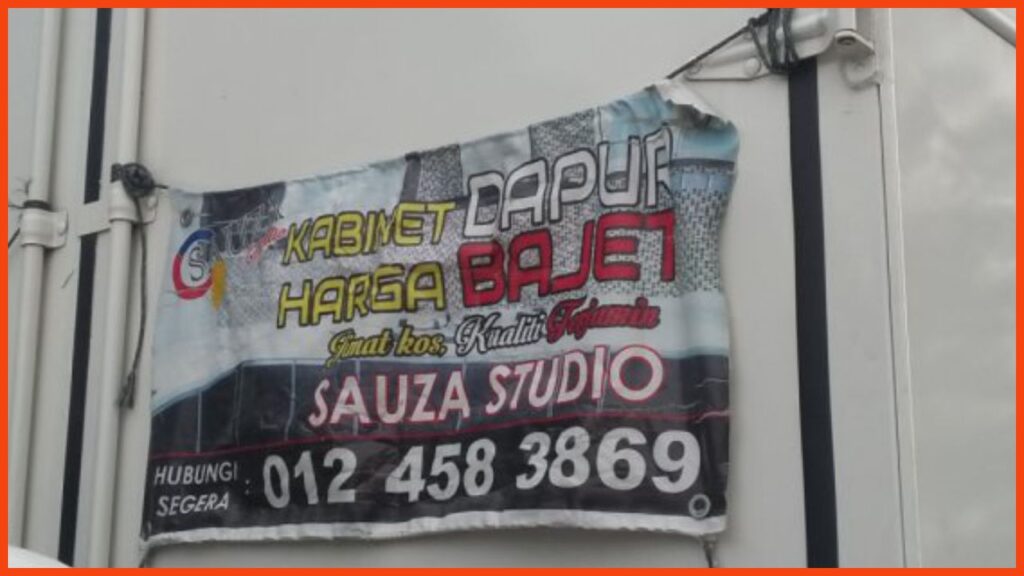 KABINET DAPUR
HARGA BAJET
Jimat kos, Kualiti Terjamin
SAUZA STUDIO
HUBUNGI
SEGERA : 012 458 3869